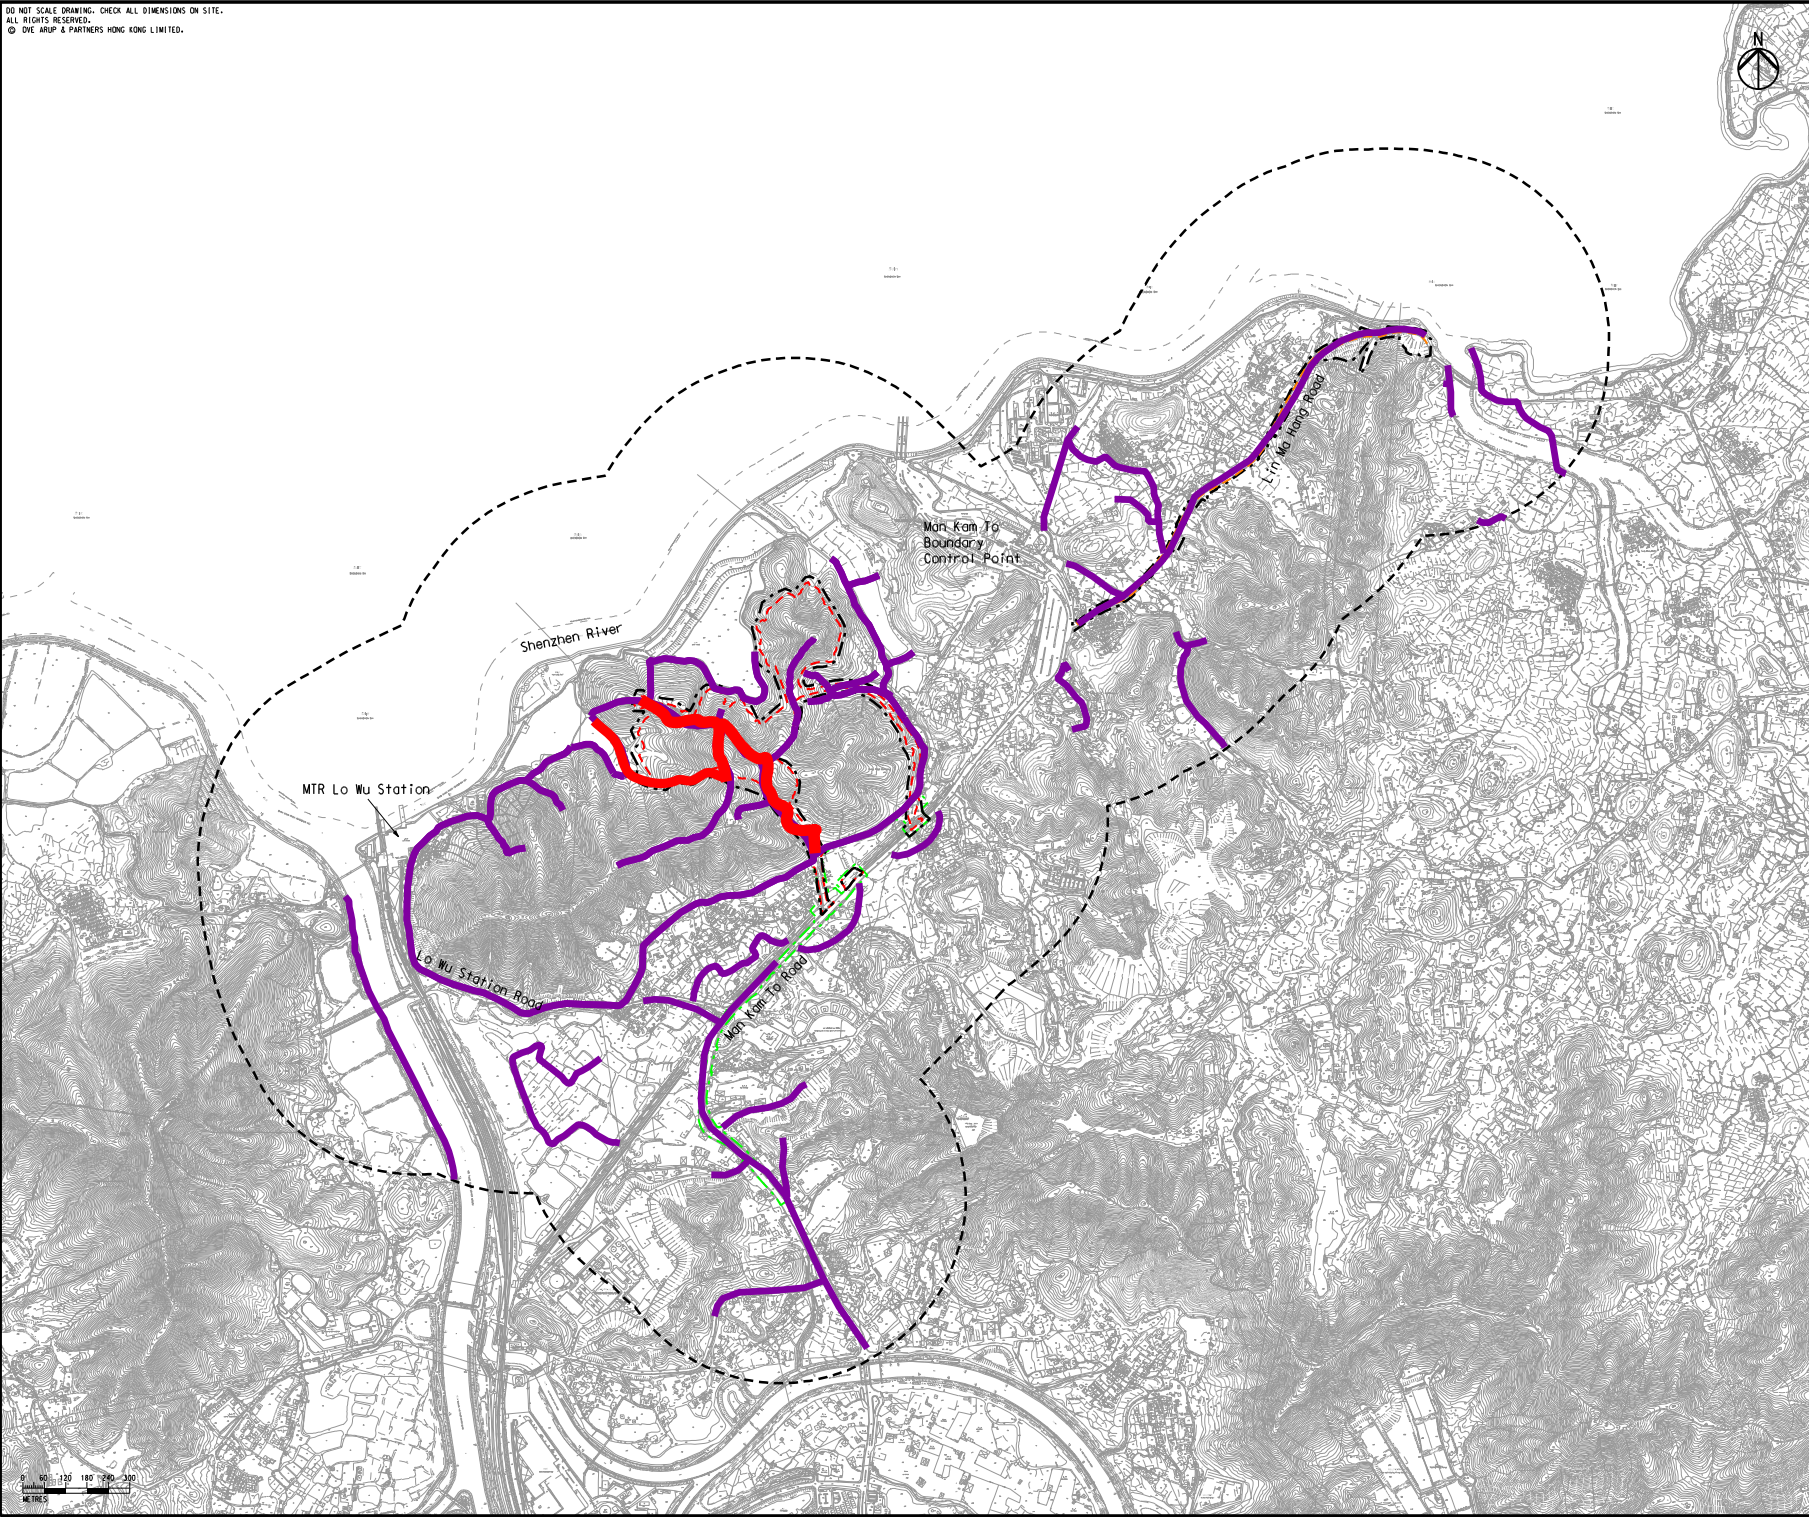 DO NOT SCALE DRAWING. CHECK ALL DIMENSIONS ON SITE.
ALL RIGHTS RESERVED.
© OVE ARUP & PARTNERS HONG KONG LIMITED.
N
Lin Ma Hang Road
Man Kam To
Boundary
Control Point
Shenzhen River
MTR Lo Wu Station
Lo Wu Station Road
Man Kam To Road
0 60 120 180 240 300
METRES